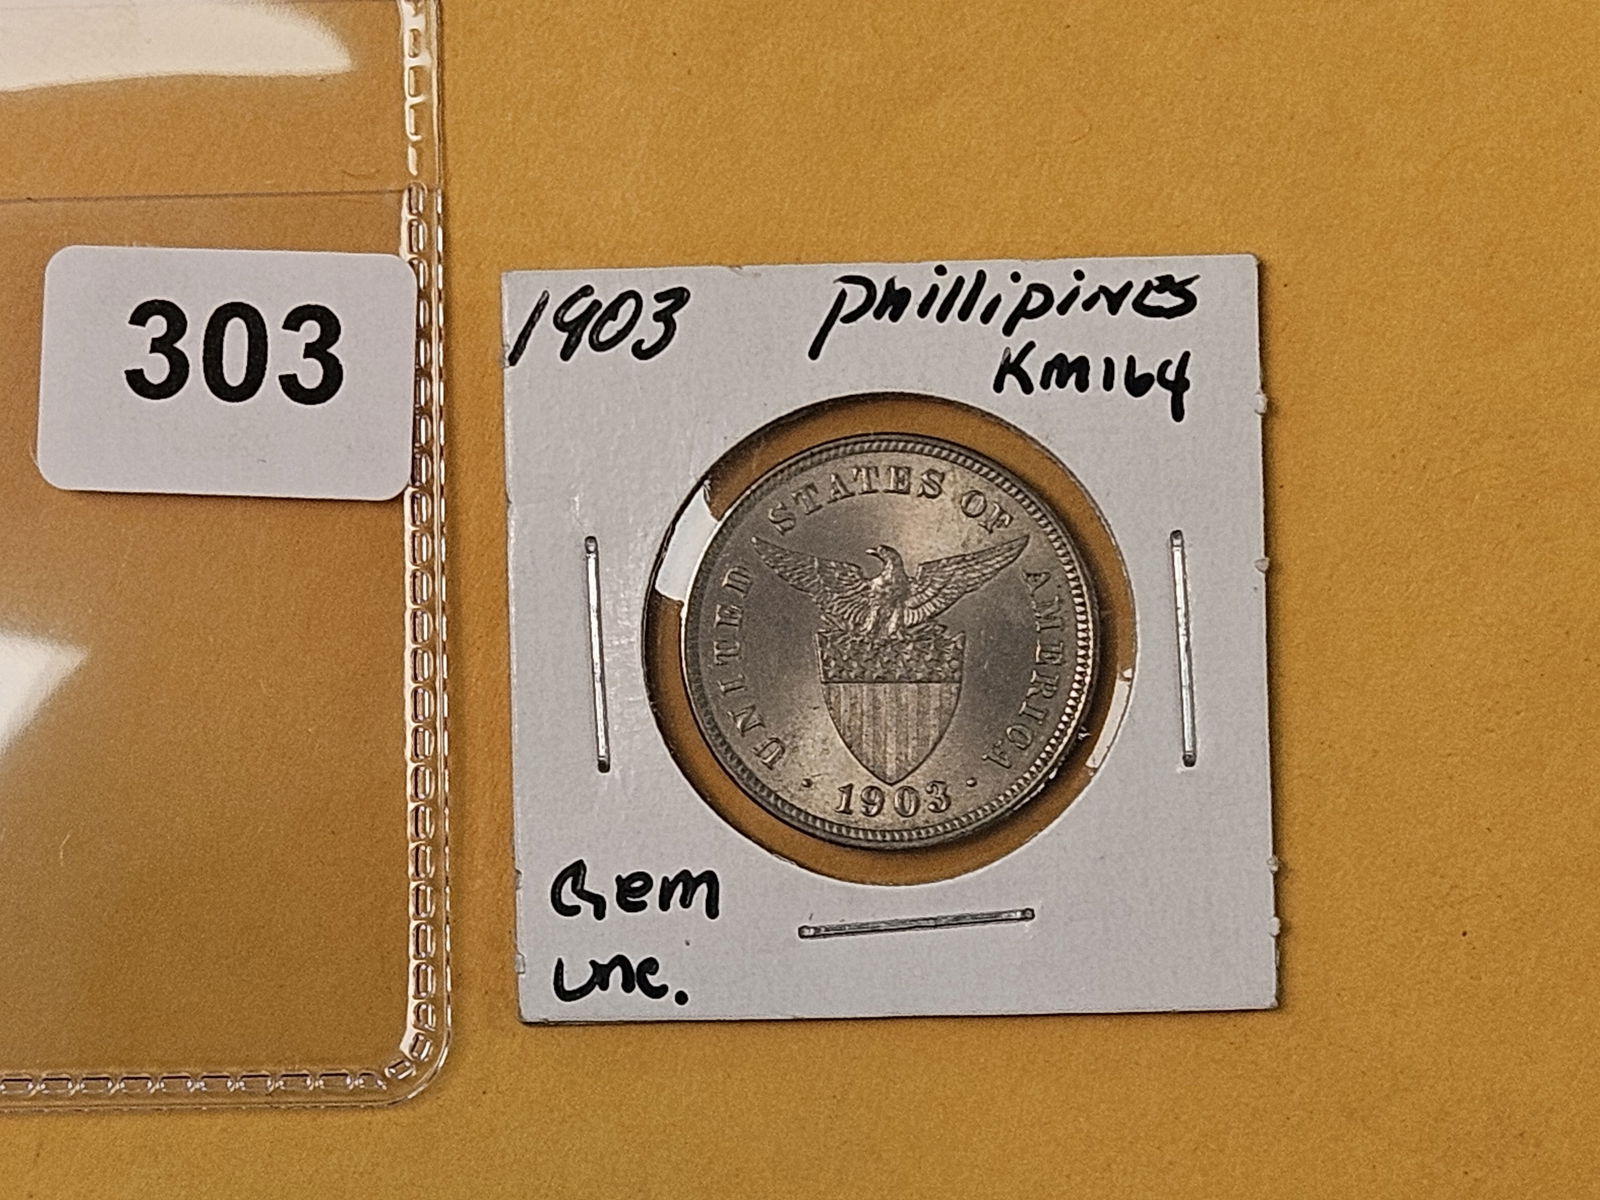 303
1903 Phillipines
KM164
UNITED STATES OF AMERICA
· 1903 ·
Gem
unc.